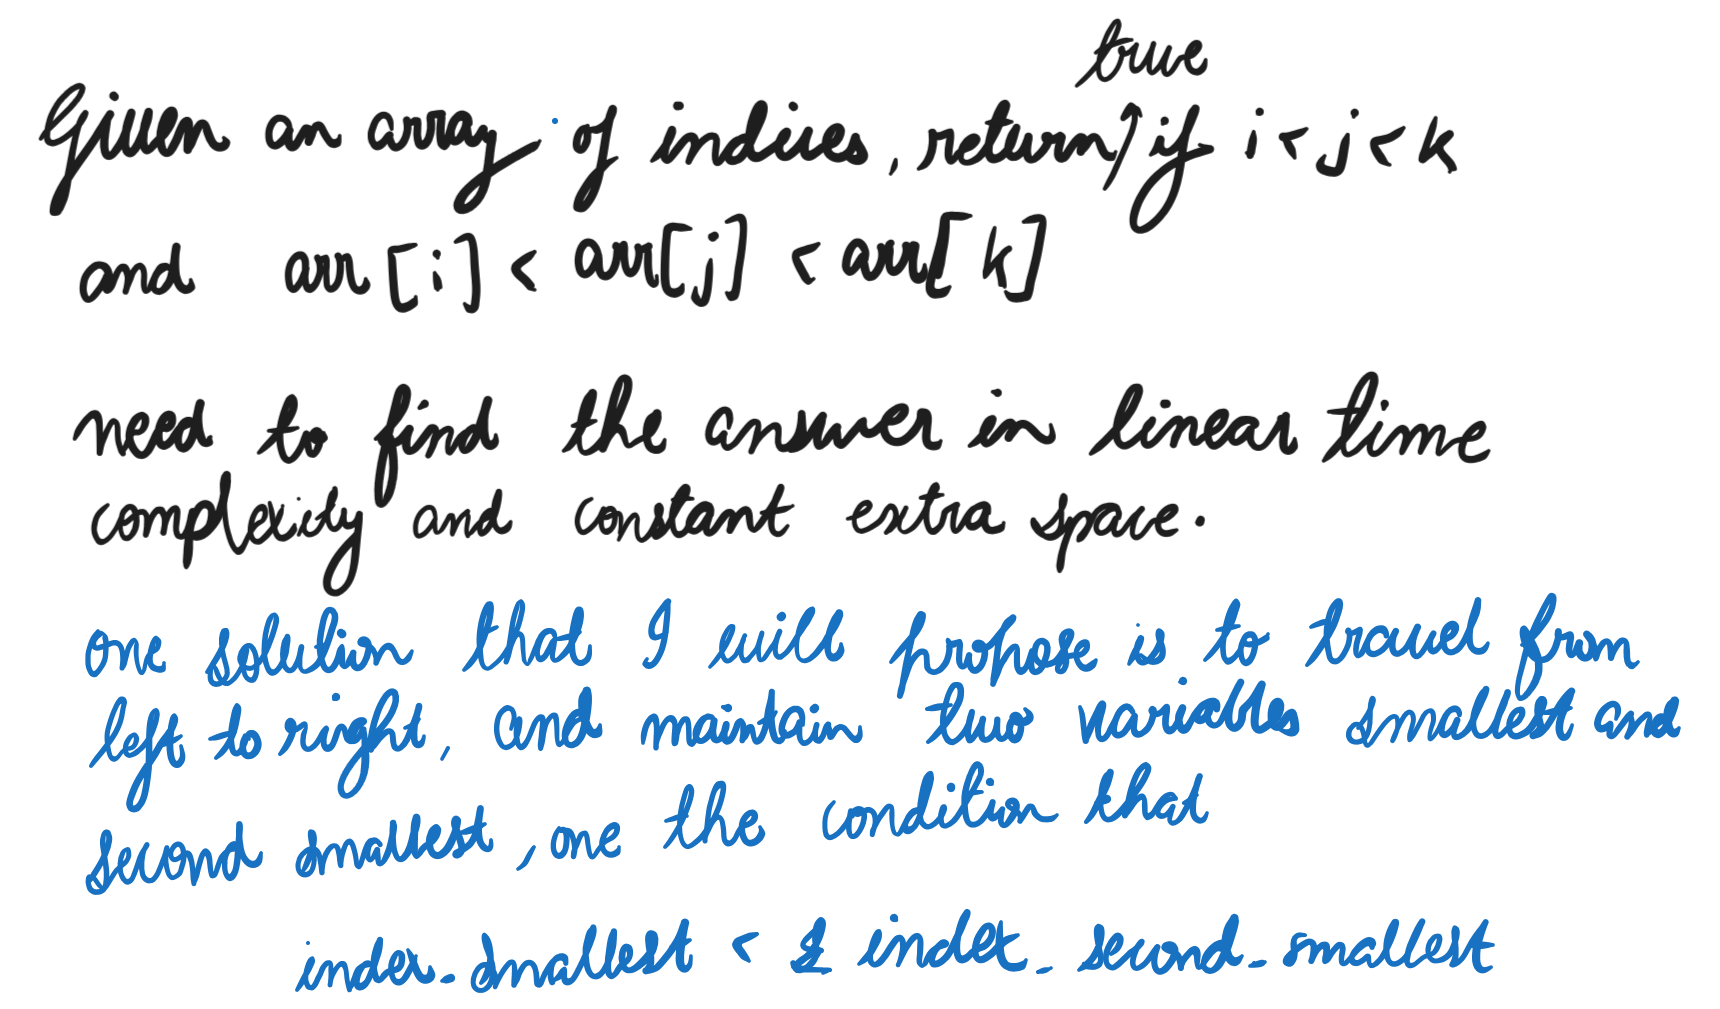 true
Given an array of indices, return if i < j < k
and arr[i] < arr[j] < arr[k]
need to find the answer in linear time
complexity and constant extra space.
one solution that I will propose is to travel from
left to right, and maintain two variables smallest and
second smallest, one the condition that
index_smallest < index_second_smallest